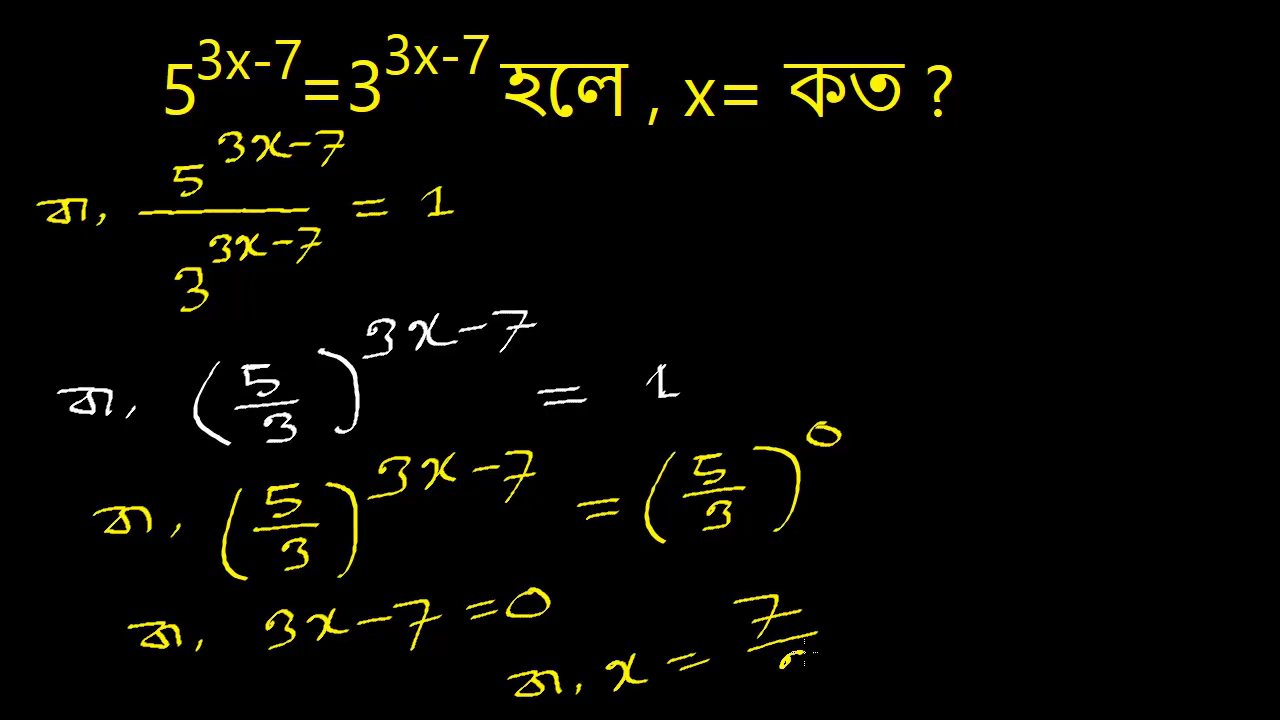 5^(3x-7)=3^(3x-7) হলে , x= কত ?
বা, 5^(3x-7)/3^(3x-7) = 1
বা, (5/3)^(3x-7) = 1
বা, (5/3)^(3x-7) = (5/3)^0
বা, 3x-7=0
বা, x = 7/